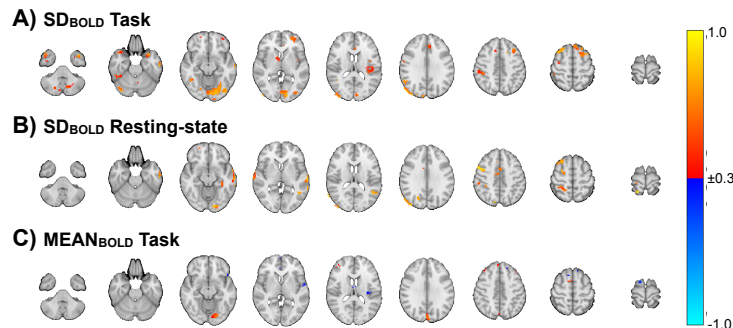 A) SDBOLD Task
1.0
B) SDBOLD Resting-state
±0.3
C) MEANBOLD Task
-1.0